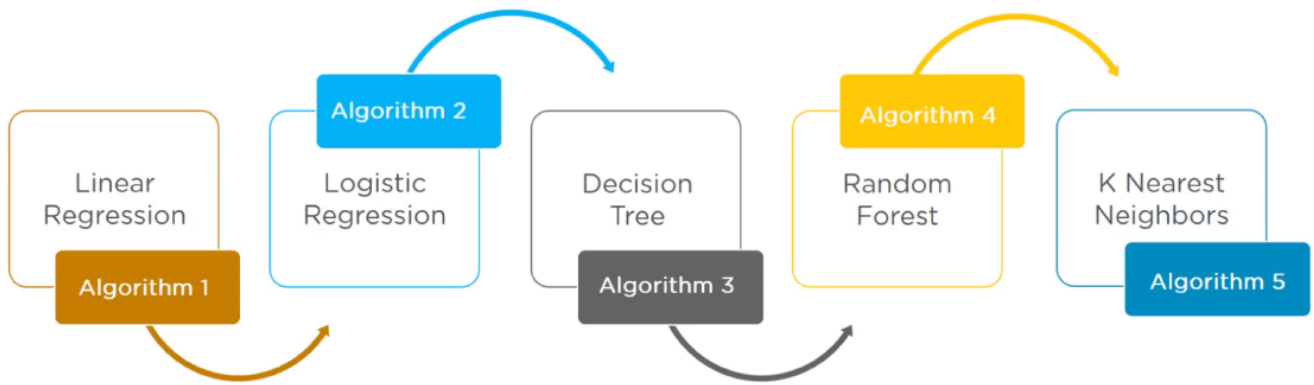 Linear
Regression
Algorithm 1
Algorithm 2
Logistic
Regression
Decision
Tree
Algorithm 3
Algorithm 4
Random
Forest
K Nearest
Neighbors
Algorithm 5